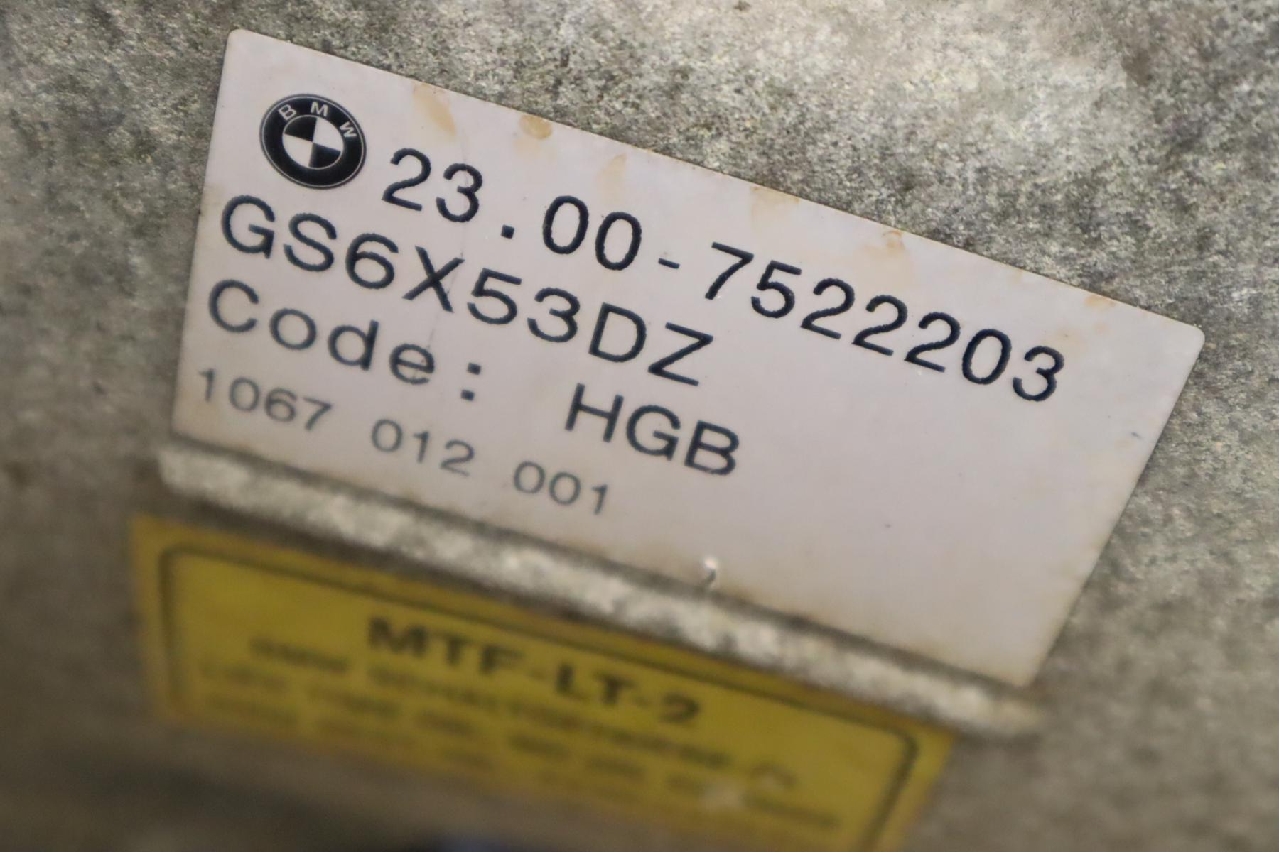 BMW
23.00-7522203
GS6X53DZ
Code: HGB
1067 012 001
MTF-LT-2